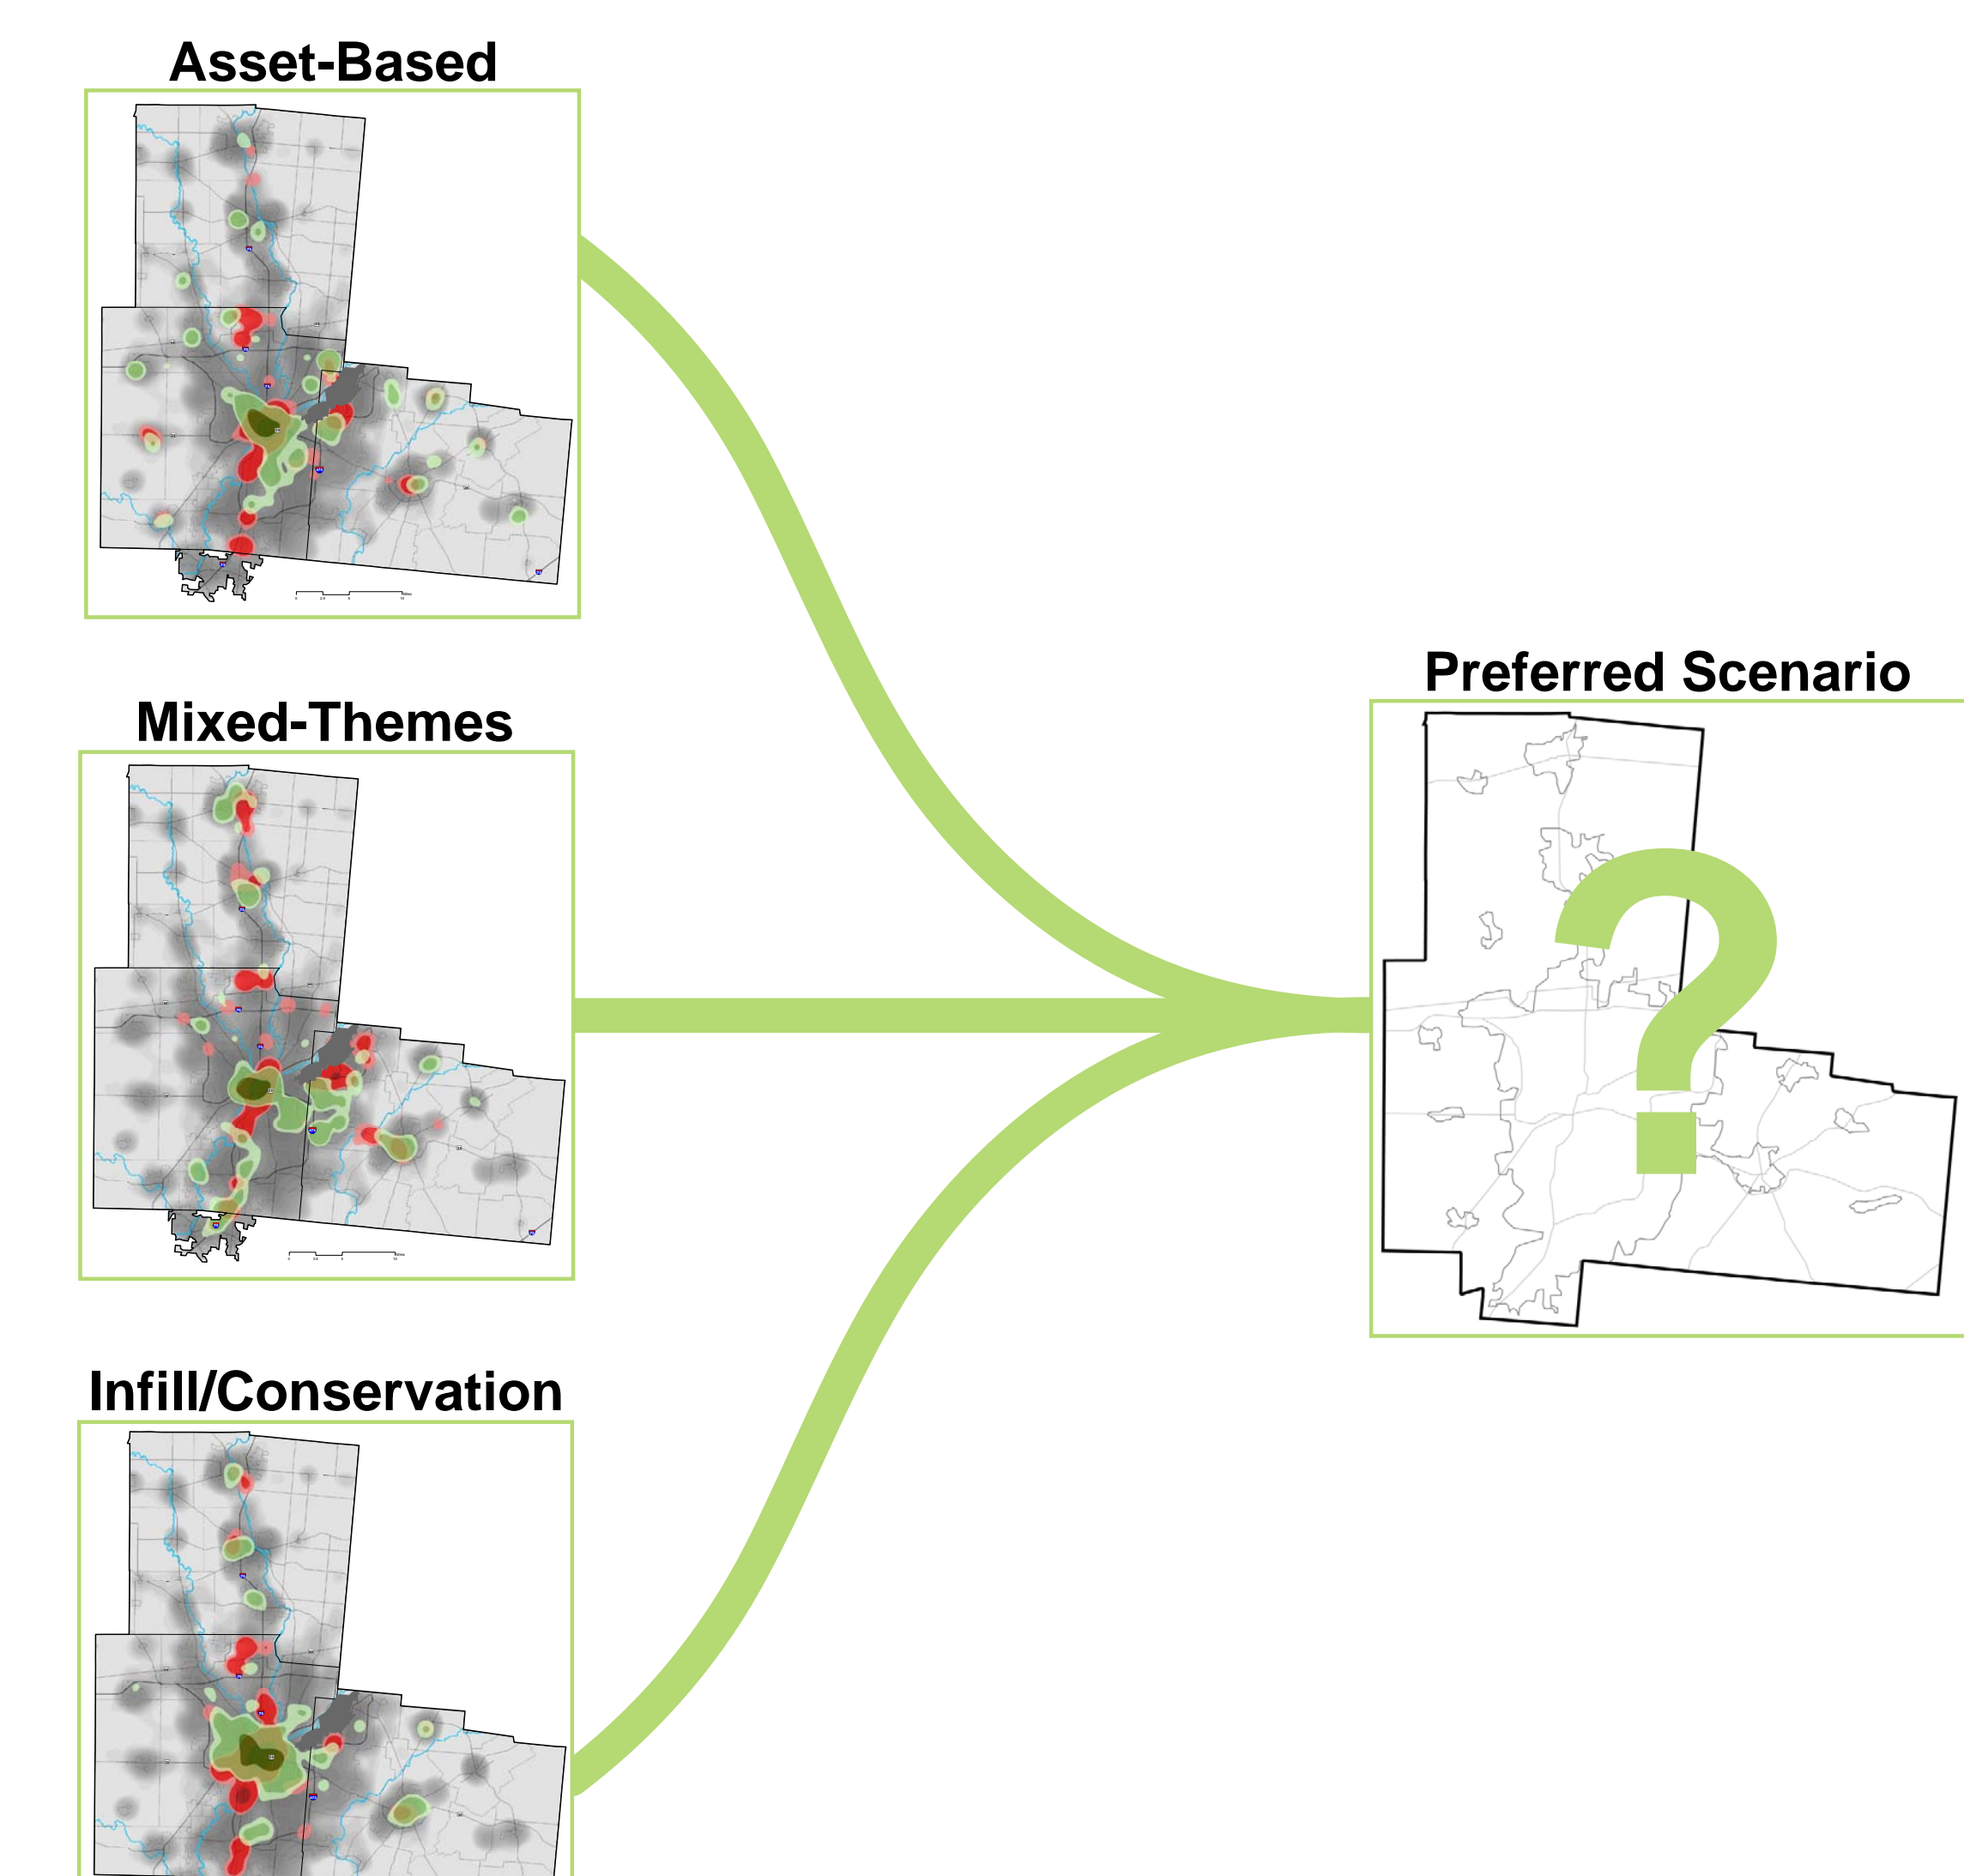 Asset-Based
Preferred Scenario
Mixed-Themes
Infill/Conservation
?